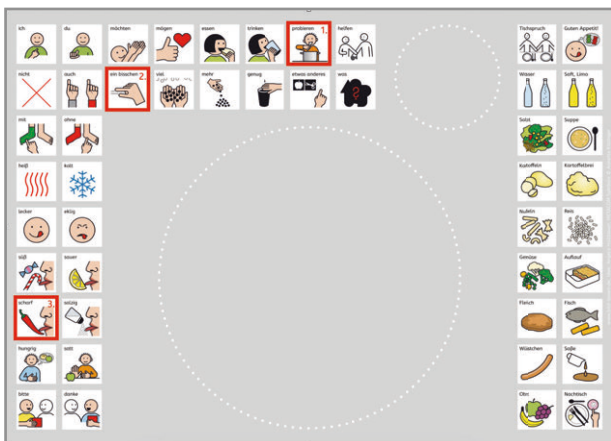 ich du möchten mögen essen trinken probieren 1. helfen Tischspruch Guten Appetit!
nicht auch ein bisschen 2. viel mehr genug etwas anderes was Wasser Saft, Limo
mit ohne Salat Suppe
heiß kalt Kartoffeln Kartoffelbrei
lecker eklig Nudeln Reis
süß sauer Gemüse Auflauf
scharf 3. salzig Fleisch Fisch
hungrig satt Würstchen Soße
bitte danke Obst Nachtisch